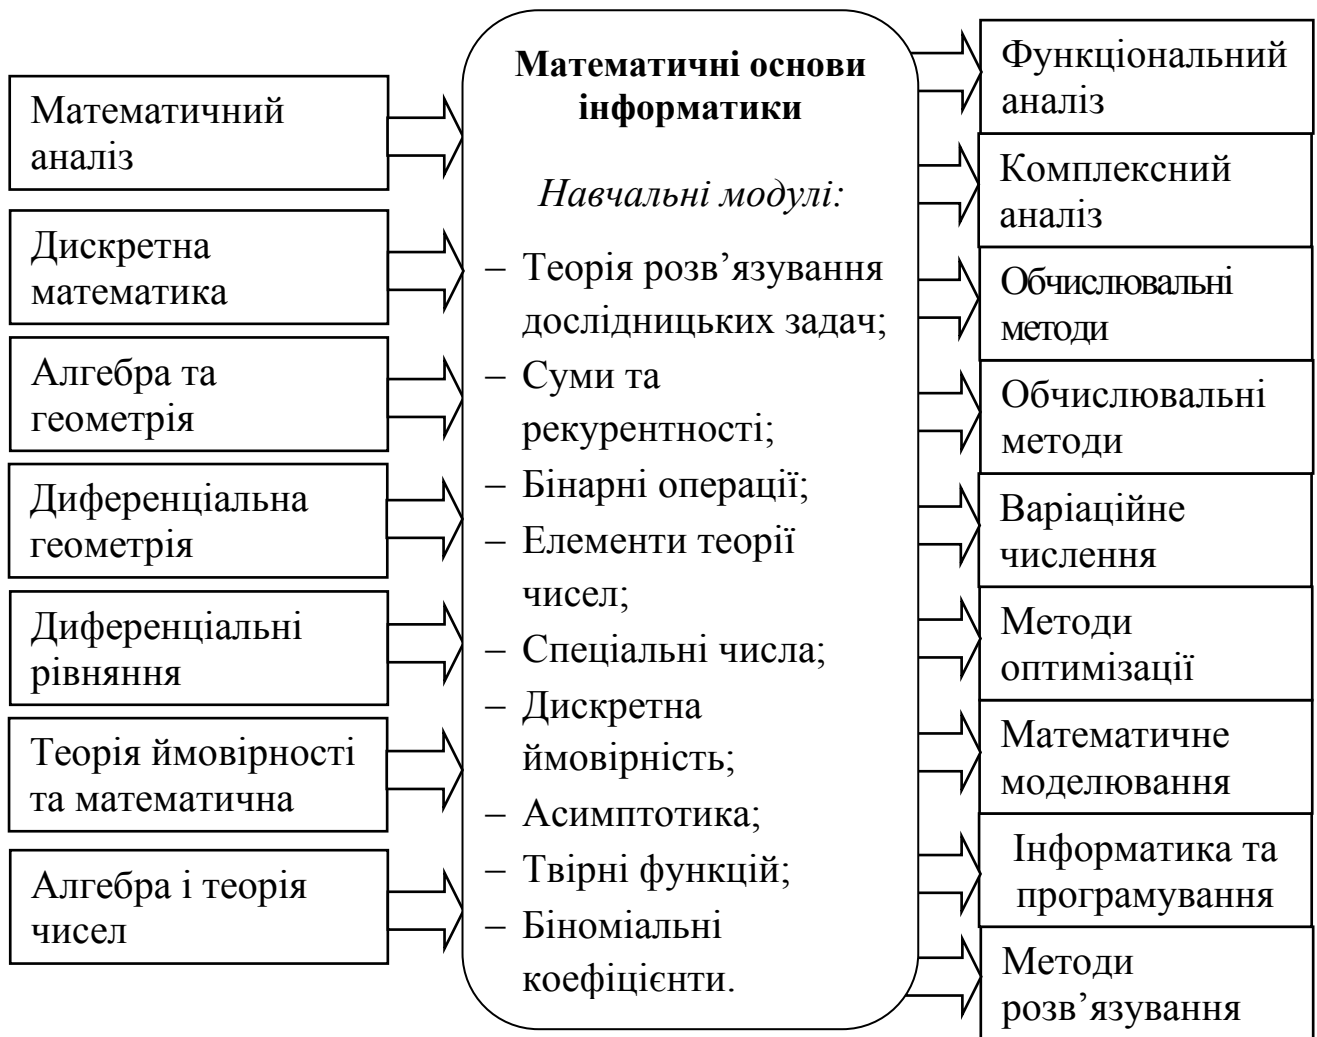 Математичний
аналіз
Дискретна
математика
Алгебра та
геометрія
Диференціальна
геометрія
Диференціальні
рівняння
Теорія ймовірності
та математична
Алгебра і теорія
чисел
Математичні основи
інформатики
Навчальні модулі:
– Теорія розв’язування
дослідницьких задач;
– Суми та
рекурентності;
– Бінарні операції;
– Елементи теорії
чисел;
– Спеціальні числа;
– Дискретна
ймовірність;
– Асимптотика;
– Твірні функцій;
– Біноміальні
коефіцієнти.
Функціональний
аналіз
Комплексний
аналіз
Обчислювальні
методи
Обчислювальні
методи
Варіаційне
числення
Методи
оптимізації
Математичне
моделювання
Інформатика та
програмування
Методи
розв’язування